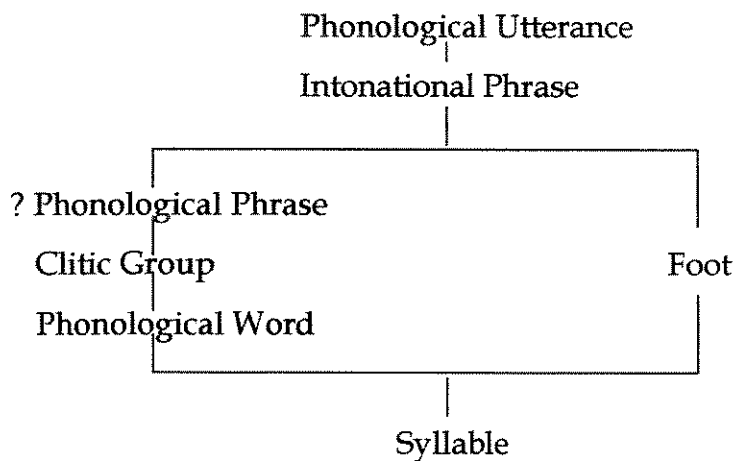 Phonological Utterance
Intonational Phrase
? Phonological Phrase
Clitic Group
Foot
Phonological Word
Syllable